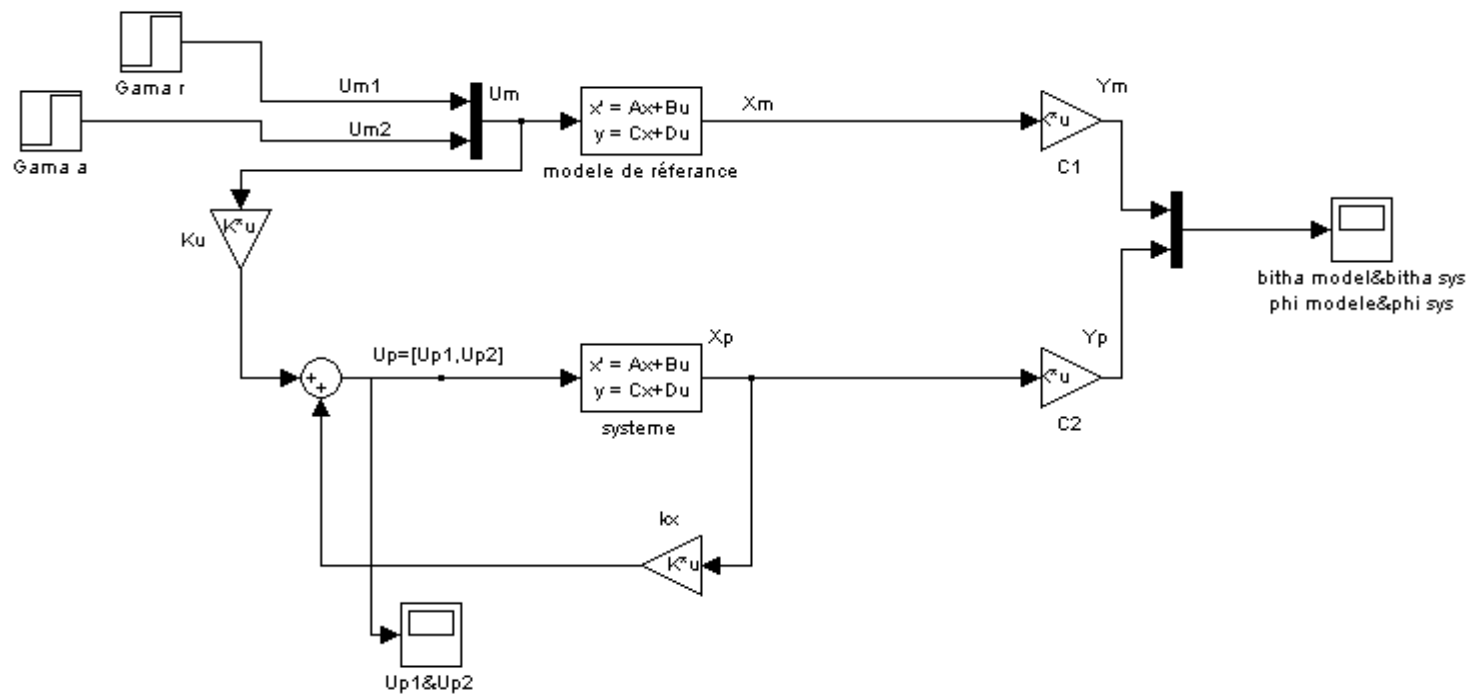 Gama r
Gama a
Um1
Um2
Um
x' = Ax+Bu
y = Cx+Du
modele de réferance
Xm
K*u
C1
Ym
K*u
Ku
Up=[Up1,Up2]
x' = Ax+Bu
y = Cx+Du
systeme
Xp
K*u
C2
Yp
bitha model&bitha sys
phi modele&phi sys
kx
K*u
Up1&Up2